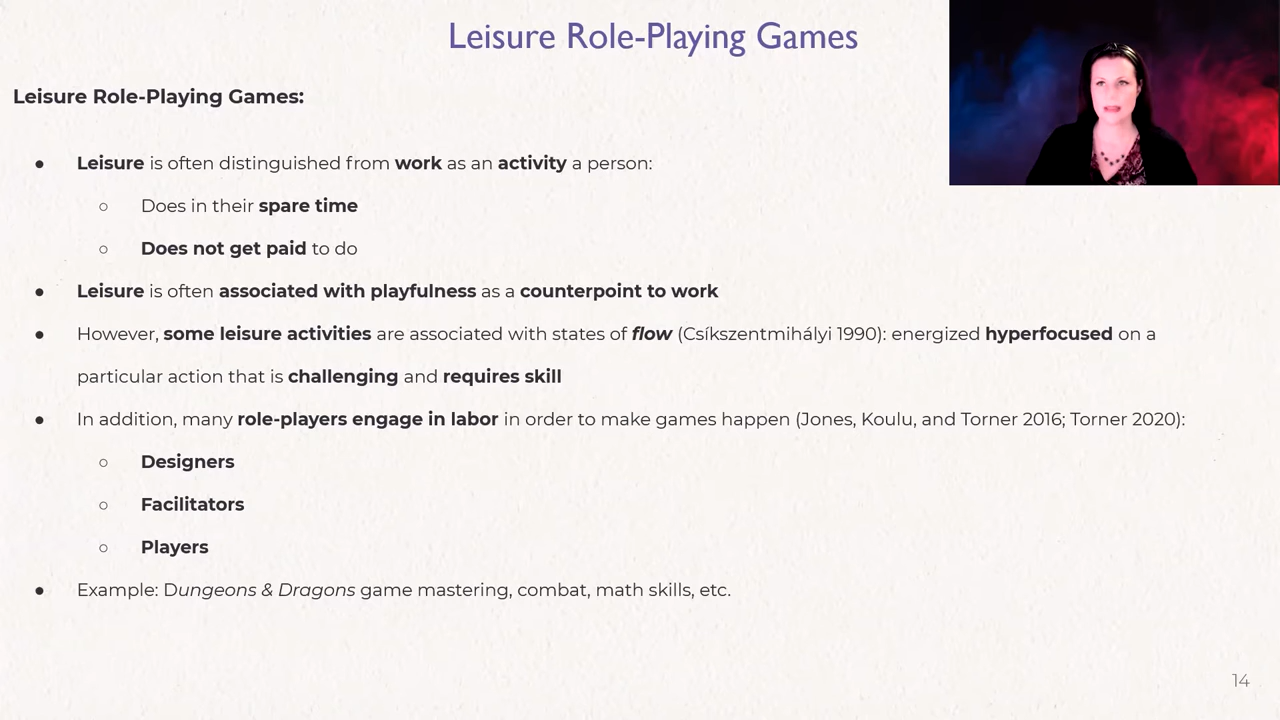 Leisure Role-Playing Games
Leisure Role-Playing Games:
● Leisure is often distinguished from work as an activity a person:
○ Does in their spare time
○ Does not get paid to do
● Leisure is often associated with playfulness as a counterpoint to work
● However, some leisure activities are associated with states of flow (Csíkszentmihályi 1990): energized hyperfocused on a
particular action that is challenging and requires skill
● In addition, many role-players engage in labor in order to make games happen (Jones, Koulu, and Torner 2016; Torner 2020):
○ Designers
○ Facilitators
○ Players
● Example: Dungeons & Dragons game mastering, combat, math skills, etc.
14